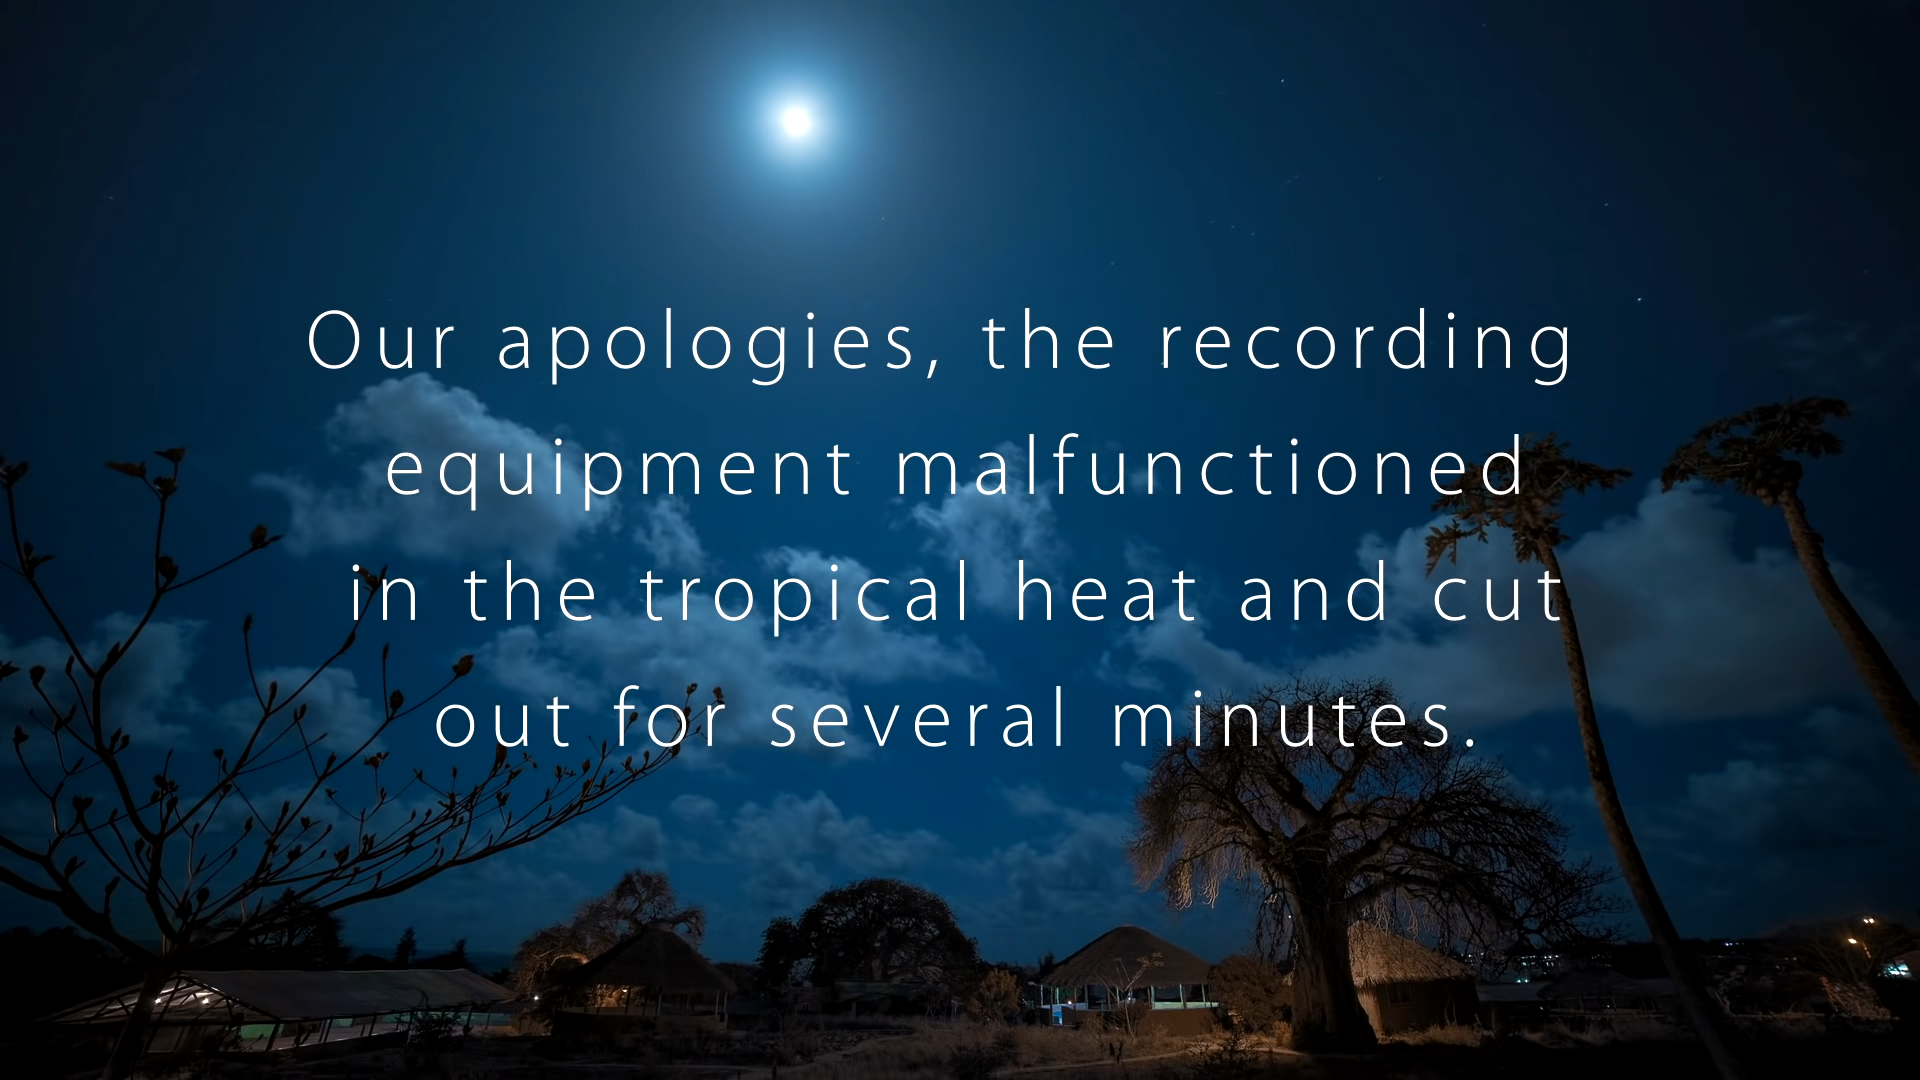 Our apologies, the recording
equipment malfunctioned
in the tropical heat and cut
out for several minutes.